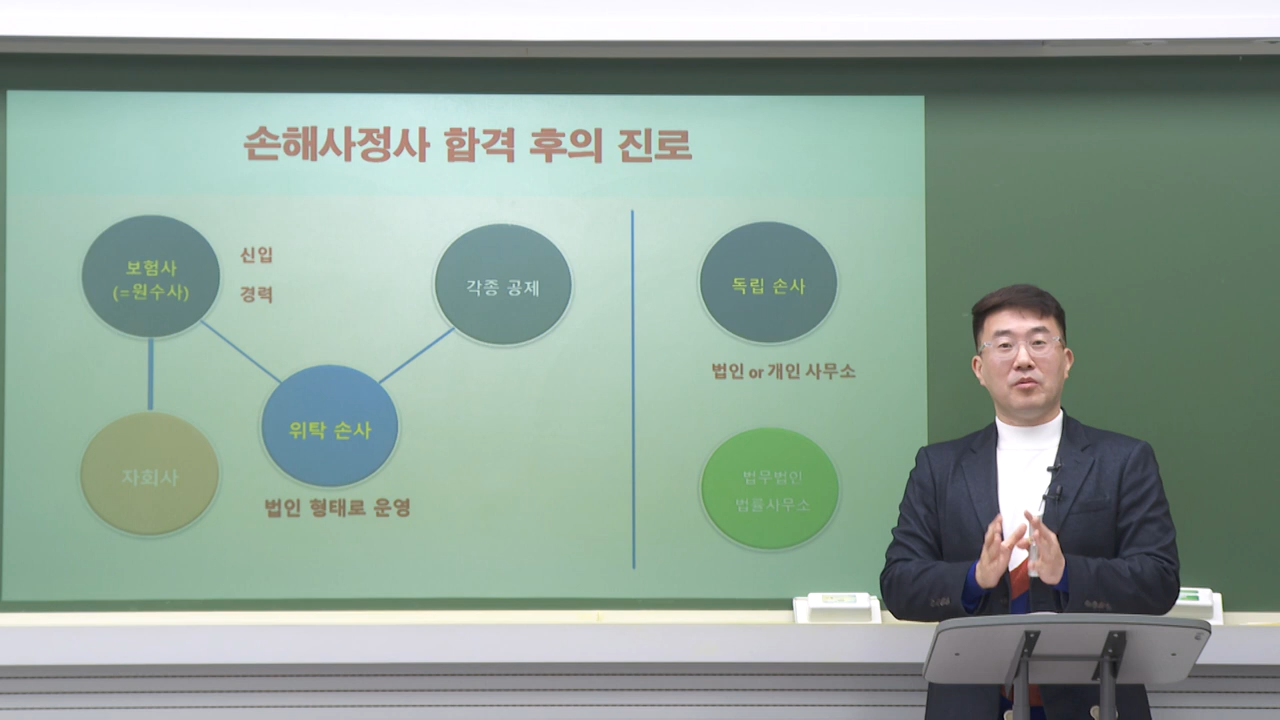 손해사정사 합격 후의 진로
보험사
(=원수사)
신입
경력
각종 공제
독립 손사
법인 or 개인 사무소
위탁 손사
자회사
법인 형태로 운영
법무법인
법률사무소